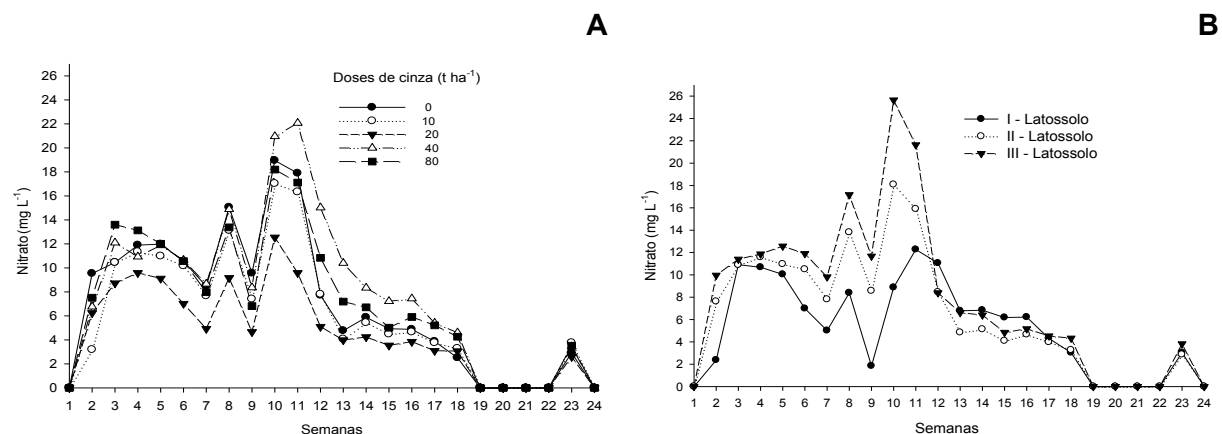 A
Doses de cinza (t ha⁻¹)
0
10
20
40
80
Nitrato (mg L⁻¹)
26
24
22
20
18
16
14
12
10
8
6
4
2
0
1 2 3 4 5 6 7 8 9 10 11 12 13 14 15 16 17 18 19 20 21 22 23 24
Semanas
B
I - Latossolo
II - Latossolo
III - Latossolo
Nitrato (mg L⁻¹)
26
24
22
20
18
16
14
12
10
8
6
4
2
0
1 2 3 4 5 6 7 8 9 10 11 12 13 14 15 16 17 18 19 20 21 22 23 24
Semanas